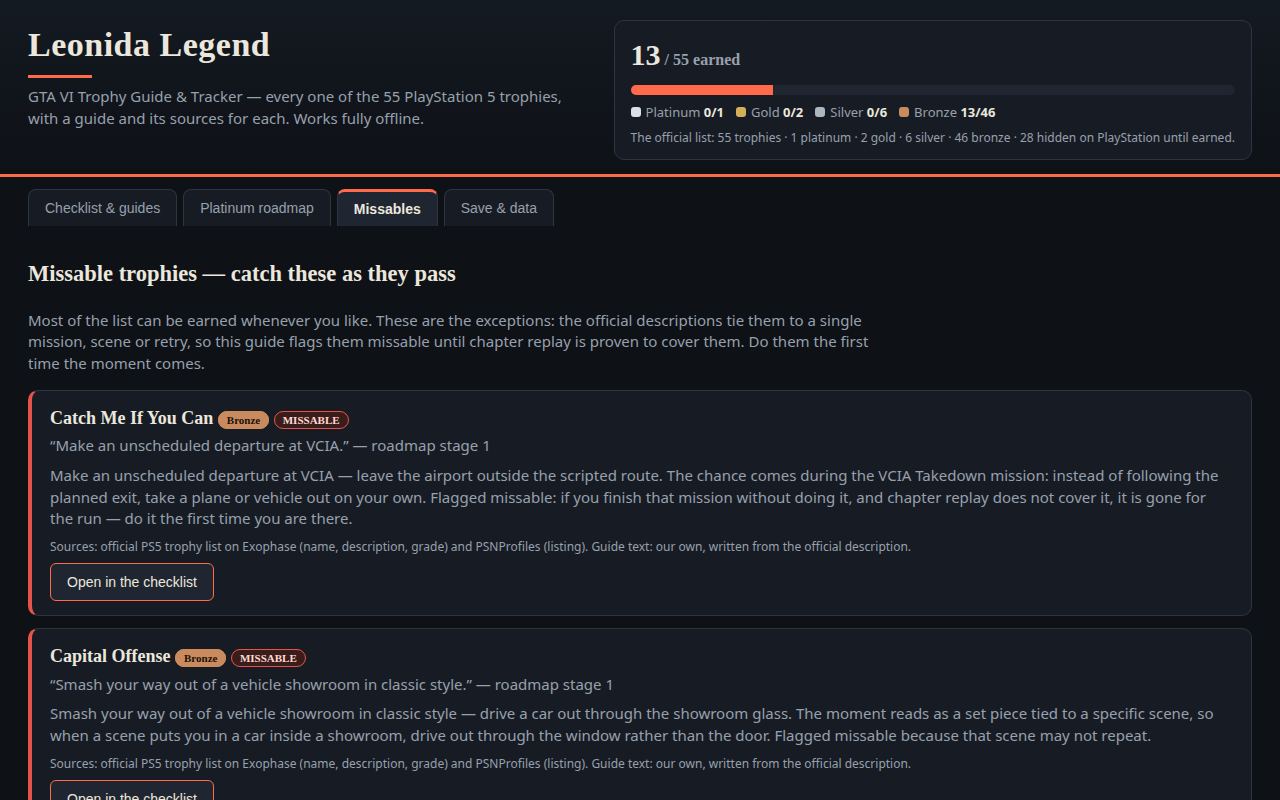 Leonida Legend
GTA VI Trophy Guide & Tracker — every one of the 55 PlayStation 5 trophies,
with a guide and its sources for each. Works fully offline.
13 / 55 earned
Platinum 0/1 Gold 0/2 Silver 0/6 Bronze 13/46
The official list: 55 trophies · 1 platinum · 2 gold · 6 silver · 46 bronze · 28 hidden on PlayStation until earned.
Checklist & guides
Platinum roadmap
Missables
Save & data
Missable trophies — catch these as they pass
Most of the list can be earned whenever you like. These are the exceptions: the official descriptions tie them to a single
mission, scene or retry, so this guide flags them missable until chapter replay is proven to cover them. Do them the first
time the moment comes.
Catch Me If You Can Bronze MISSABLE
“Make an unscheduled departure at VCIA.” — roadmap stage 1
Make an unscheduled departure at VCIA — leave the airport outside the scripted route. The chance comes during the VCIA Takedown mission: instead of following the
planned exit, take a plane or vehicle out on your own. Flagged missable: if you finish that mission without doing it, and chapter replay does not cover it, it is gone for
the run — do it the first time you are there.
Sources: official PS5 trophy list on Exophase (name, description, grade) and PSNProfiles (listing). Guide text: our own, written from the official description.
Open in the checklist
Capital Offense Bronze MISSABLE
“Smash your way out of a vehicle showroom in classic style.” — roadmap stage 1
Smash your way out of a vehicle showroom in classic style — drive a car out through the showroom glass. The moment reads as a set piece tied to a specific scene, so
when a scene puts you in a car inside a showroom, drive out through the window rather than the door. Flagged missable because that scene may not repeat.
Sources: official PS5 trophy list on Exophase (name, description, grade) and PSNProfiles (listing). Guide text: our own, written from the official description.
Open in the checklist